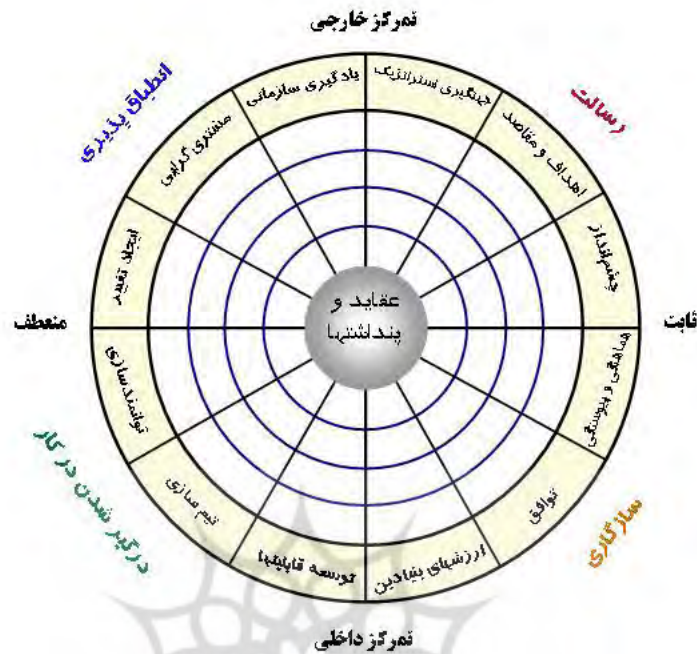 تمرکز خارجی
انطباق پذیری
رسالت
یادگیری سازمانی
جهتگیری استراتژیک
مشتری گرایی
اهداف و مقاصد
ایجاد تغییر
چشم‌انداز
عقاید و
پنداشتها
منعطف
ثابت
توانمندسازی
هماهنگی و پیوستگی
تیم سازی
توافق
توسعه قابلیتها
ارزشهای بنیادین
درگیر شدن در کار
سازگاری
تمرکز داخلی